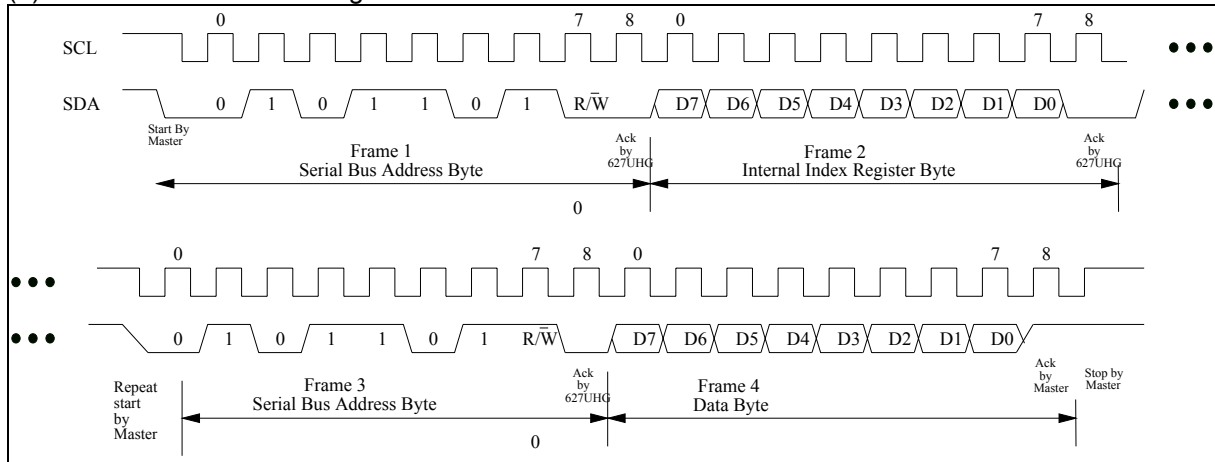 0 7 8 0 7 8
SCL
SDA 0 1 0 1 1 0 1 R/W D7 D6 D5 D4 D3 D2 D1 D0
Start By
Master
Ack
by
627UHG
Ack
by
627UHG
Frame 1
Serial Bus Address Byte
Frame 2
Internal Index Register Byte
0
0 7 8 0 7 8
0 1 0 1 1 0 1 R/W D7 D6 D5 D4 D3 D2 D1 D0
Repeat
start
by
Master
Frame 3
Serial Bus Address Byte
Ack
by
627UHG
Frame 4
Data Byte
Ack
by
Master
Stop by
Master
0